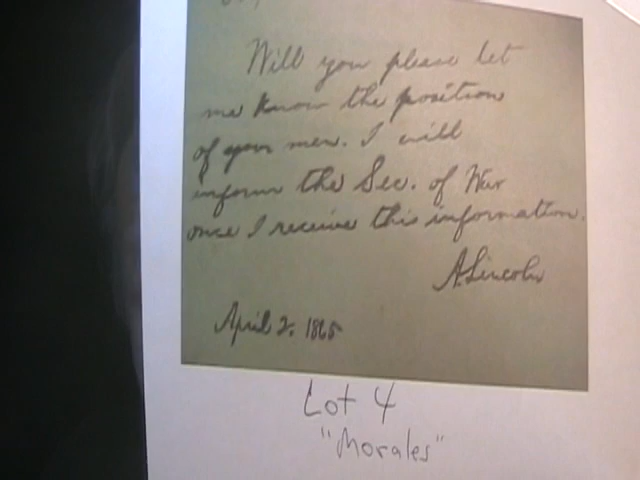 Will you please let
me know the position
of your men. I will
inform the Sec. of War
once I receive this information.
A. Lincoln
April 2. 1865
Lot 4
"Morales"